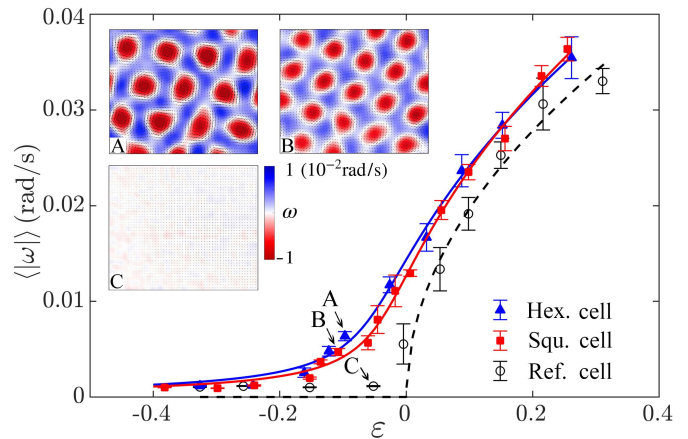 0.04
0.03
0.02
0.01
0
⟨|ω|⟩ (rad/s)
A
B
C
1 (10⁻²rad/s)
ω
-1
A
B
C
Hex. cell
Squ. cell
Ref. cell
-0.4 -0.2 0 0.2 0.4
ε